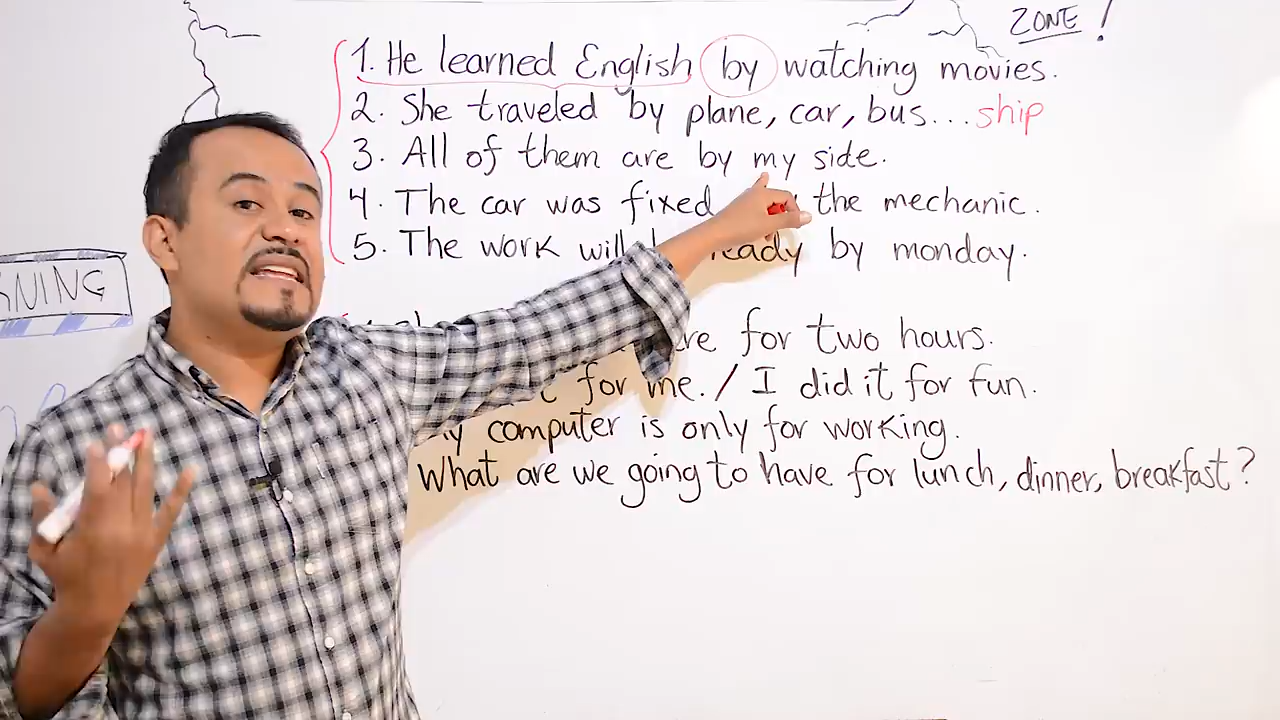 ZONE !
1. He learned English by watching movies.
2. She traveled by plane, car, bus... ship
3. All of them are by my side.
4. The car was fixed the mechanic.
5. The work will ready by monday.
for two hours.
for me. / I did it for fun.
computer is only for working.
What are we going to have for lunch, dinner, breakfast?